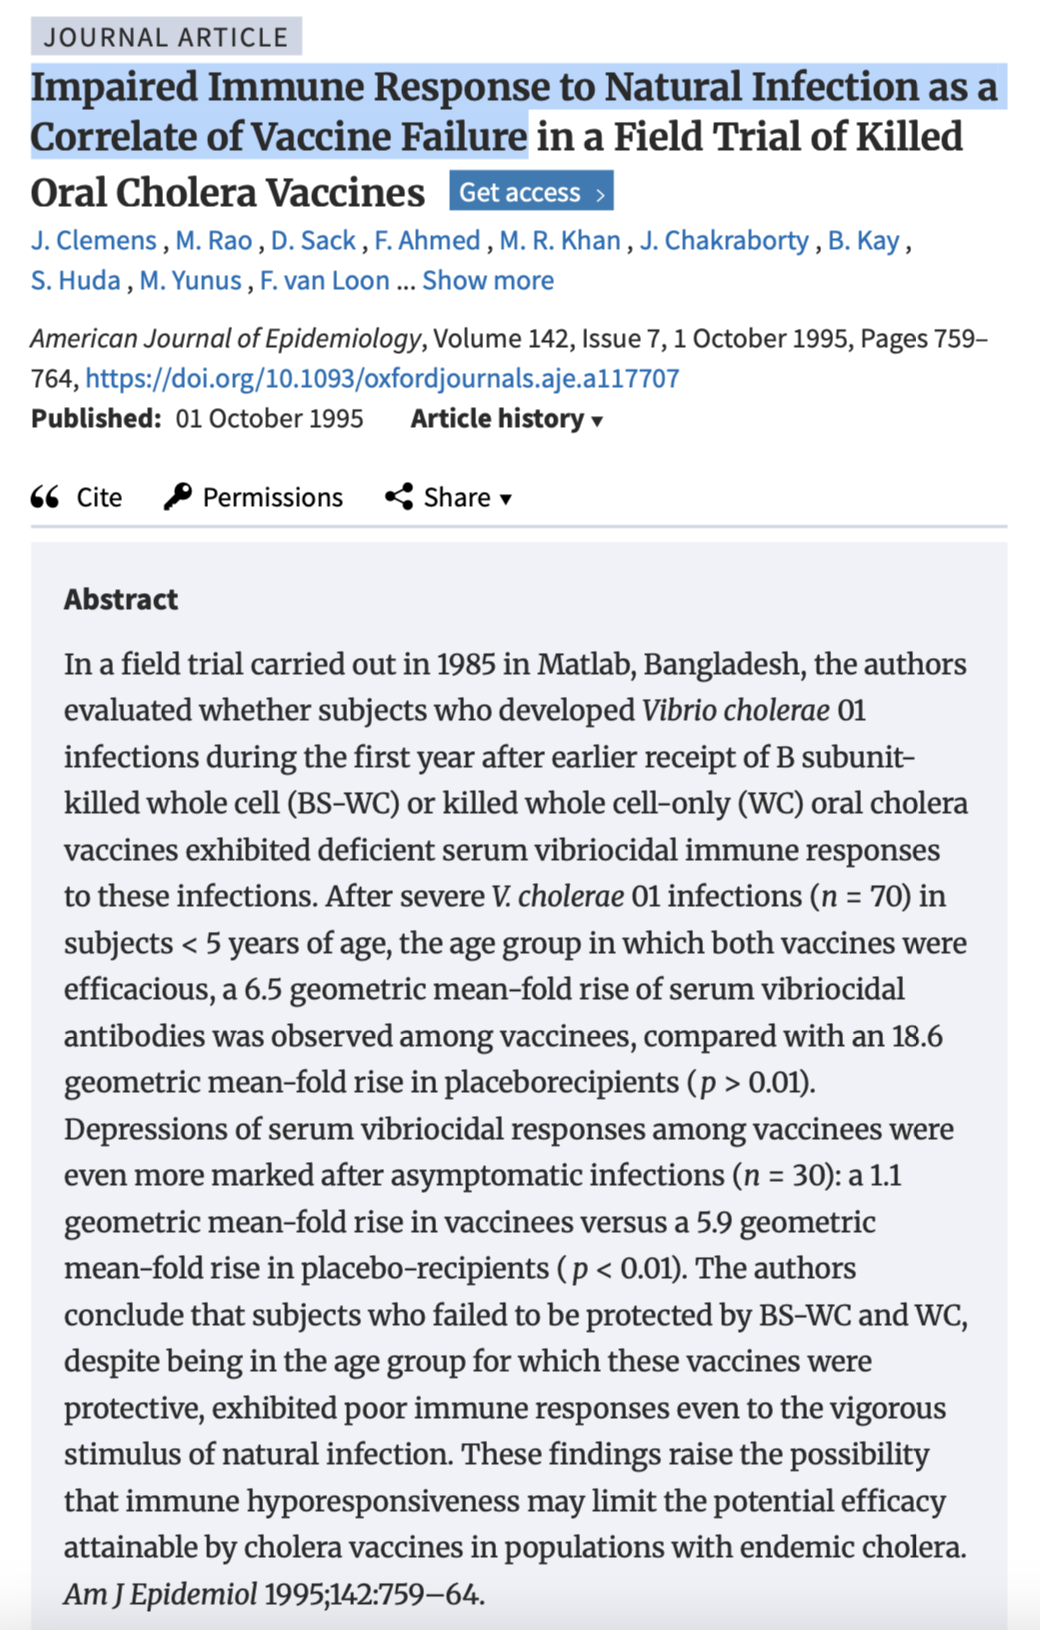 JOURNAL ARTICLE
Impaired Immune Response to Natural Infection as a
Correlate of Vaccine Failure in a Field Trial of Killed
Oral Cholera Vaccines Get access >
J. Clemens , M. Rao , D. Sack , F. Ahmed , M. R. Khan , J. Chakraborty , B. Kay ,
S. Huda , M. Yunus , F. van Loon ... Show more
American Journal of Epidemiology, Volume 142, Issue 7, 1 October 1995, Pages 759–
764, https://doi.org/10.1093/oxfordjournals.aje.a117707
Published: 01 October 1995 Article history ▾
Cite Permissions Share ▾
Abstract
In a field trial carried out in 1985 in Matlab, Bangladesh, the authors
evaluated whether subjects who developed Vibrio cholerae 01
infections during the first year after earlier receipt of B subunit-
killed whole cell (BS-WC) or killed whole cell-only (WC) oral cholera
vaccines exhibited deficient serum vibriocidal immune responses
to these infections. After severe V. cholerae 01 infections (n = 70) in
subjects < 5 years of age, the age group in which both vaccines were
efficacious, a 6.5 geometric mean-fold rise of serum vibriocidal
antibodies was observed among vaccinees, compared with an 18.6
geometric mean-fold rise in placeborecipients (p > 0.01).
Depressions of serum vibriocidal responses among vaccinees were
even more marked after asymptomatic infections (n = 30): a 1.1
geometric mean-fold rise in vaccinees versus a 5.9 geometric
mean-fold rise in placebo-recipients (p < 0.01). The authors
conclude that subjects who failed to be protected by BS-WC and WC,
despite being in the age group for which these vaccines were
protective, exhibited poor immune responses even to the vigorous
stimulus of natural infection. These findings raise the possibility
that immune hyporesponsiveness may limit the potential efficacy
attainable by cholera vaccines in populations with endemic cholera.
Am J Epidemiol 1995;142:759–64.